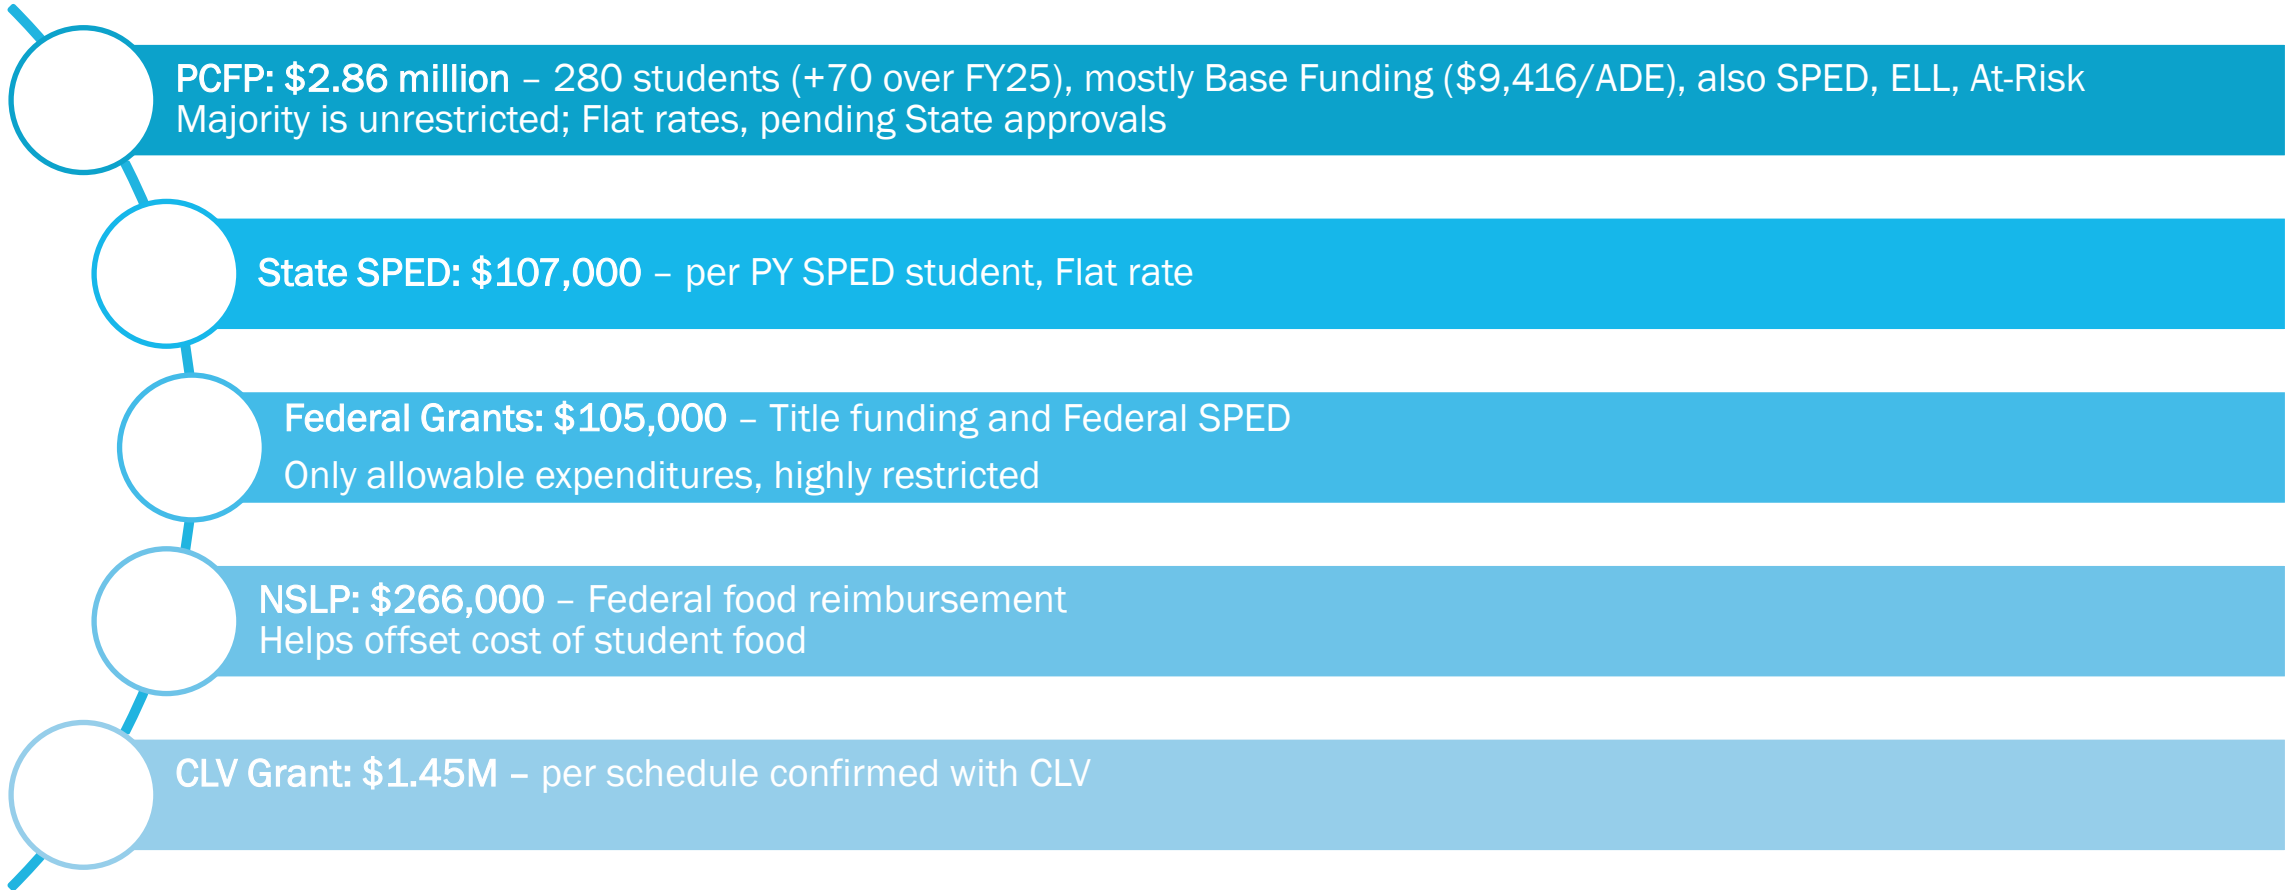 PCFP: $2.86 million – 280 students (+70 over FY25), mostly Base Funding ($9,416/ADE), also SPED, ELL, At-Risk
Majority is unrestricted; Flat rates, pending State approvals
State SPED: $107,000 – per PY SPED student, Flat rate
Federal Grants: $105,000 – Title funding and Federal SPED
Only allowable expenditures, highly restricted
NSLP: $266,000 – Federal food reimbursement
Helps offset cost of student food
CLV Grant: $1.45M – per schedule confirmed with CLV